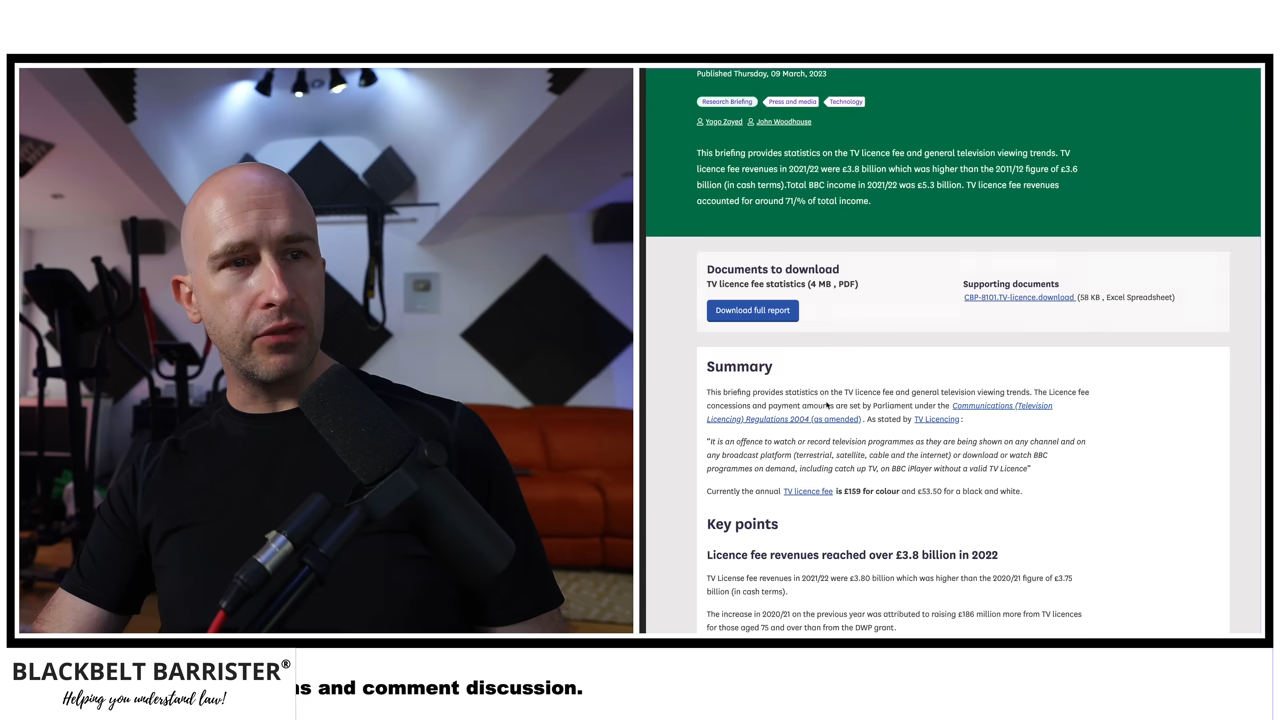 Published Thursday, 09 March, 2023
Research Briefing
Press and media
Technology
Yago Zayed
John Woodhouse
This briefing provides statistics on the TV licence fee and general television viewing trends. TV
licence fee revenues in 2021/22 were £3.8 billion which was higher than the 2011/12 figure of £3.6
billion (in cash terms).Total BBC income in 2021/22 was £5.3 billion. TV licence fee revenues
accounted for around 71/% of total income.
Documents to download
TV licence fee statistics (4 MB , PDF)
Download full report
Supporting documents
CBP-8101.TV-licence.download (58 KB , Excel Spreadsheet)
Summary
This briefing provides statistics on the TV licence fee and general television viewing trends. The Licence fee
concessions and payment amounts are set by Parliament under the Communications (Television
Licencing) Regulations 2004 (as amended) . As stated by TV Licencing :
“It is an offence to watch or record television programmes as they are being shown on any channel and on
any broadcast platform (terrestrial, satellite, cable and the internet) or download or watch BBC
programmes on demand, including catch up TV, on BBC iPlayer without a valid TV Licence”
Currently the annual TV licence fee is £159 for colour and £53.50 for a black and white.
Key points
Licence fee revenues reached over £3.8 billion in 2022
TV License fee revenues in 2021/22 were £3.80 billion which was higher than the 2020/21 figure of £3.75
billion (in cash terms).
The increase in 2020/21 on the previous year was attributed to raising £186 million more from TV licences
for those aged 75 and over than from the DWP grant.
BLACKBELT BARRISTER®
Helping you understand law!
and comment discussion.